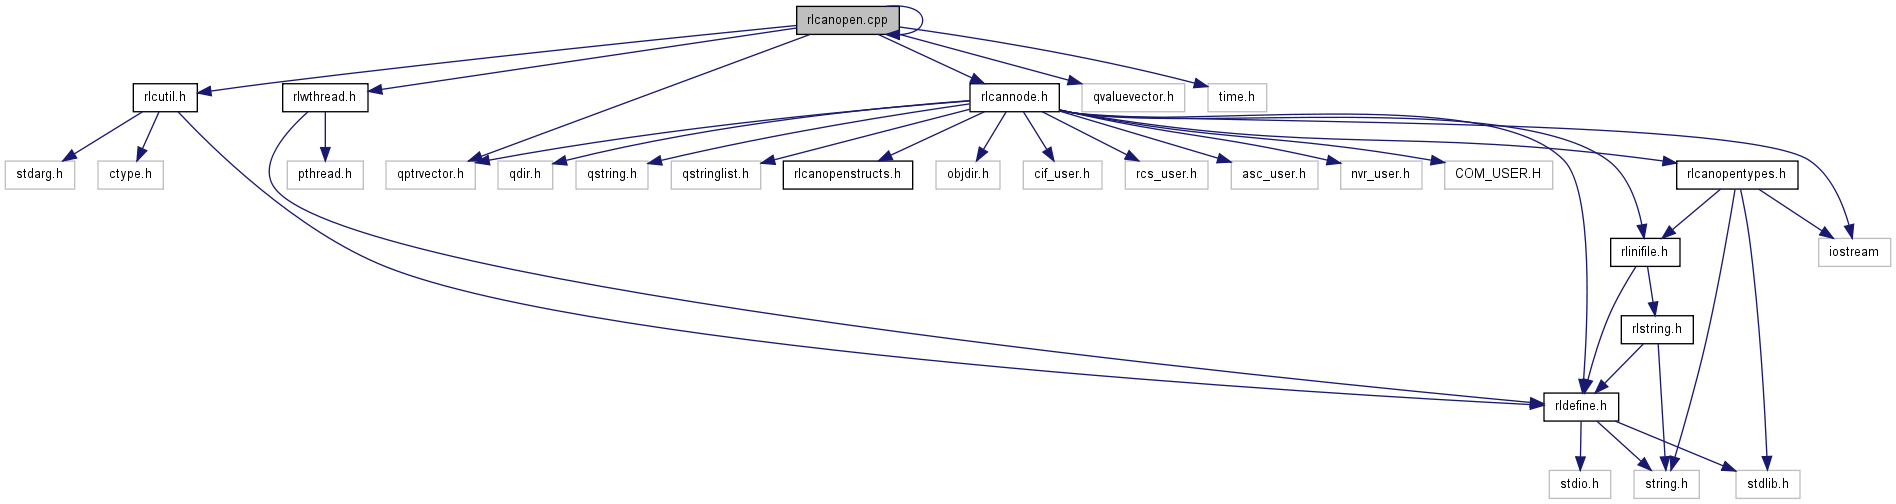 rlcanopen.cpp
rlcutil.h
rlwthread.h
rlcannode.h
qvaluevector.h
time.h
stdarg.h
ctype.h
pthread.h
qptrvector.h
qdir.h
qstring.h
qstringlist.h
rlcanopenstructs.h
objdir.h
cif_user.h
rcs_user.h
asc_user.h
nvr_user.h
COM_USER.H
rlcanopentypes.h
rlinifile.h
iostream
rlstring.h
rldefine.h
stdio.h
string.h
stdlib.h